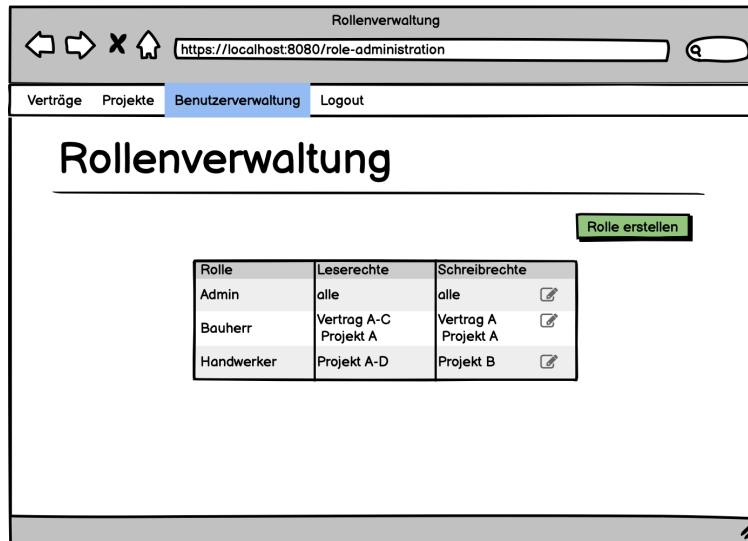 Rollenverwaltung
https://localhost:8080/role-administration
Verträge Projekte Benutzerverwaltung Logout
Rollenverwaltung
Rolle erstellen
Rolle Leserechte Schreibrechte
Admin alle alle
Bauherr Vertrag A-C Vertrag A
Projekt A Projekt A
Handwerker Projekt A-D Projekt B